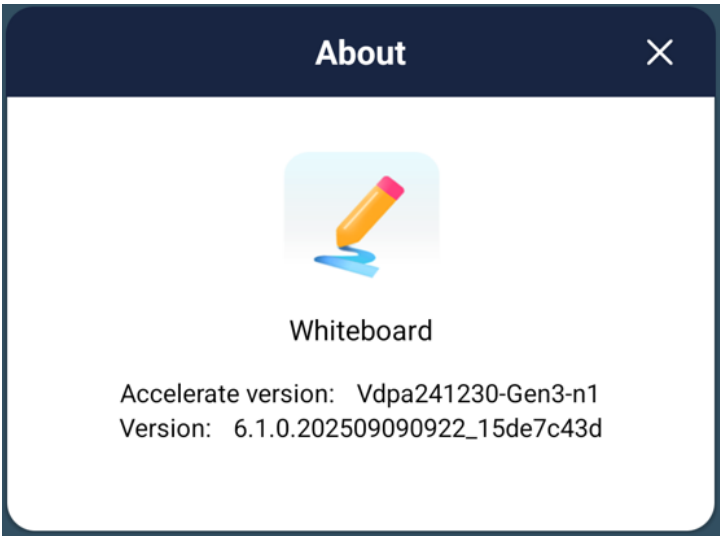 About
Whiteboard
Accelerate version: Vdpa241230-Gen3-n1
Version: 6.1.0.202509090922_15de7c43d